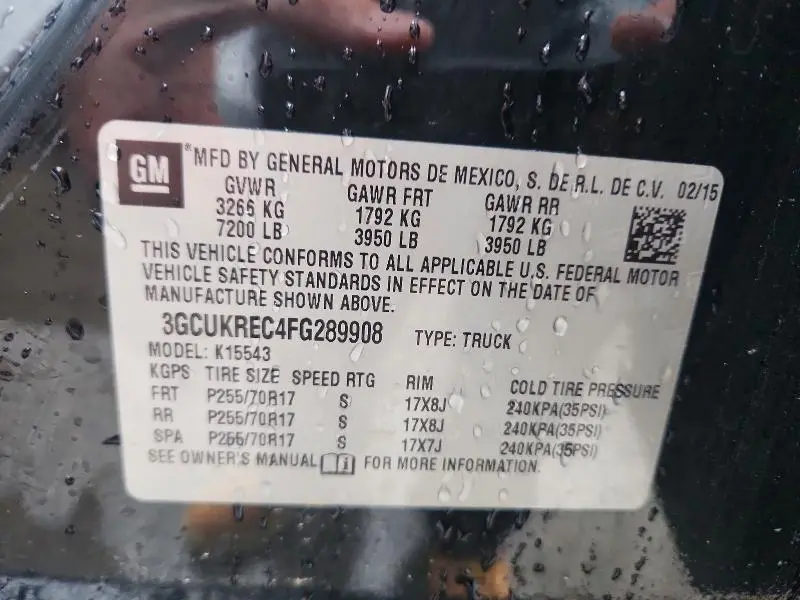 GM
®MFD BY GENERAL MOTORS DE MEXICO, S. DE R.L. DE C.V. 02/15
GVWR GAWR FRT GAWR RR
3266 KG 1792 KG 1792 KG
7200 LB 3950 LB 3950 LB
THIS VEHICLE CONFORMS TO ALL APPLICABLE U.S. FEDERAL MOTOR
VEHICLE SAFETY STANDARDS IN EFFECT ON THE DATE OF
MANUFACTURE SHOWN ABOVE.
3GCUKREC4FG289908 TYPE: TRUCK
MODEL: K15543
KGPS TIRE SIZE SPEED RTG RIM COLD TIRE PRESSURE
FRT P255/70R17 S 17X8J 240KPA(35PSI)
RR P255/70R17 S 17X8J 240KPA(35PSI)
SPA P255/70R17 S 17X7J 240KPA(35PSI)
SEE OWNER'S MANUAL FOR MORE INFORMATION.